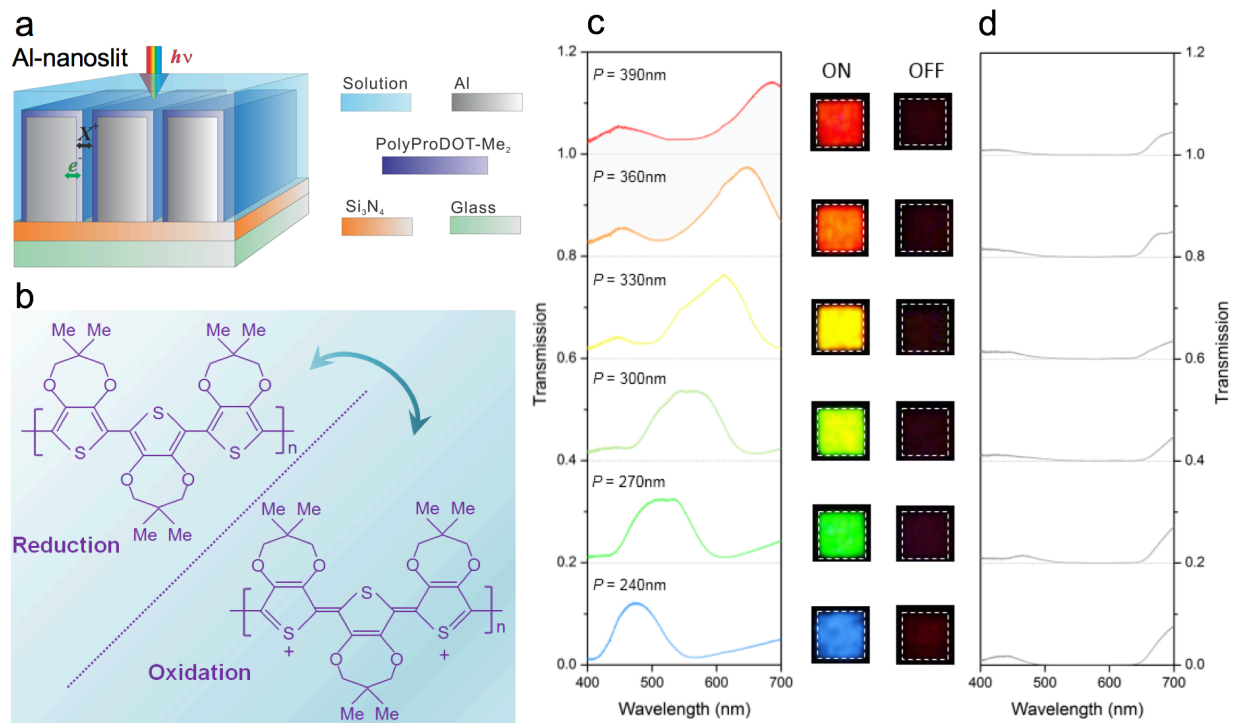 a
Al-nanoslit
hν
X⁺
e⁻
Solution
Al
PolyProDOT-Me₂
Si₃N₄
Glass
b
Me Me
Me Me
O O
O O
S
S S
n
O O
Me Me
Reduction
Me Me
Me Me
O O
O O
S
S S
+ +
n
O O
Me Me
Oxidation
c
1.2
1.0
0.8
0.6
0.4
0.2
0.0
Transmission
P = 390nm
P = 360nm
P = 330nm
P = 300nm
P = 270nm
P = 240nm
400 500 600 700
Wavelength (nm)
ON OFF
d
1.2
1.0
0.8
0.6
0.4
0.2
0.0
Transmission
400 500 600 700
Wavelength (nm)